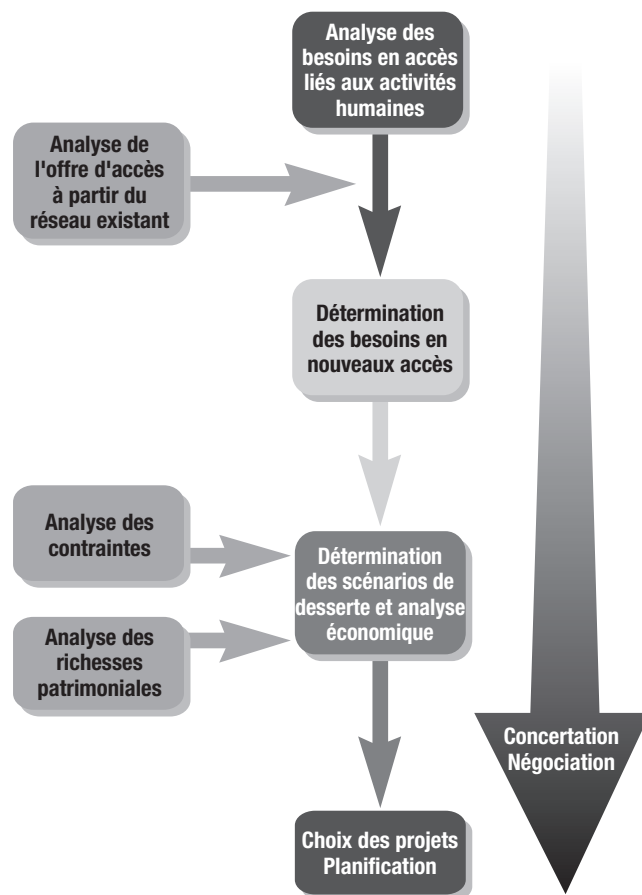 Analyse des
besoins en accès
liés aux activités
humaines
Analyse de
l'offre d'accès
à partir du
réseau existant
Détermination
des besoins en
nouveaux accès
Analyse des
contraintes
Détermination
des scénarios de
desserte et analyse
économique
Analyse des
richesses
patrimoniales
Concertation
Négociation
Choix des projets
Planification